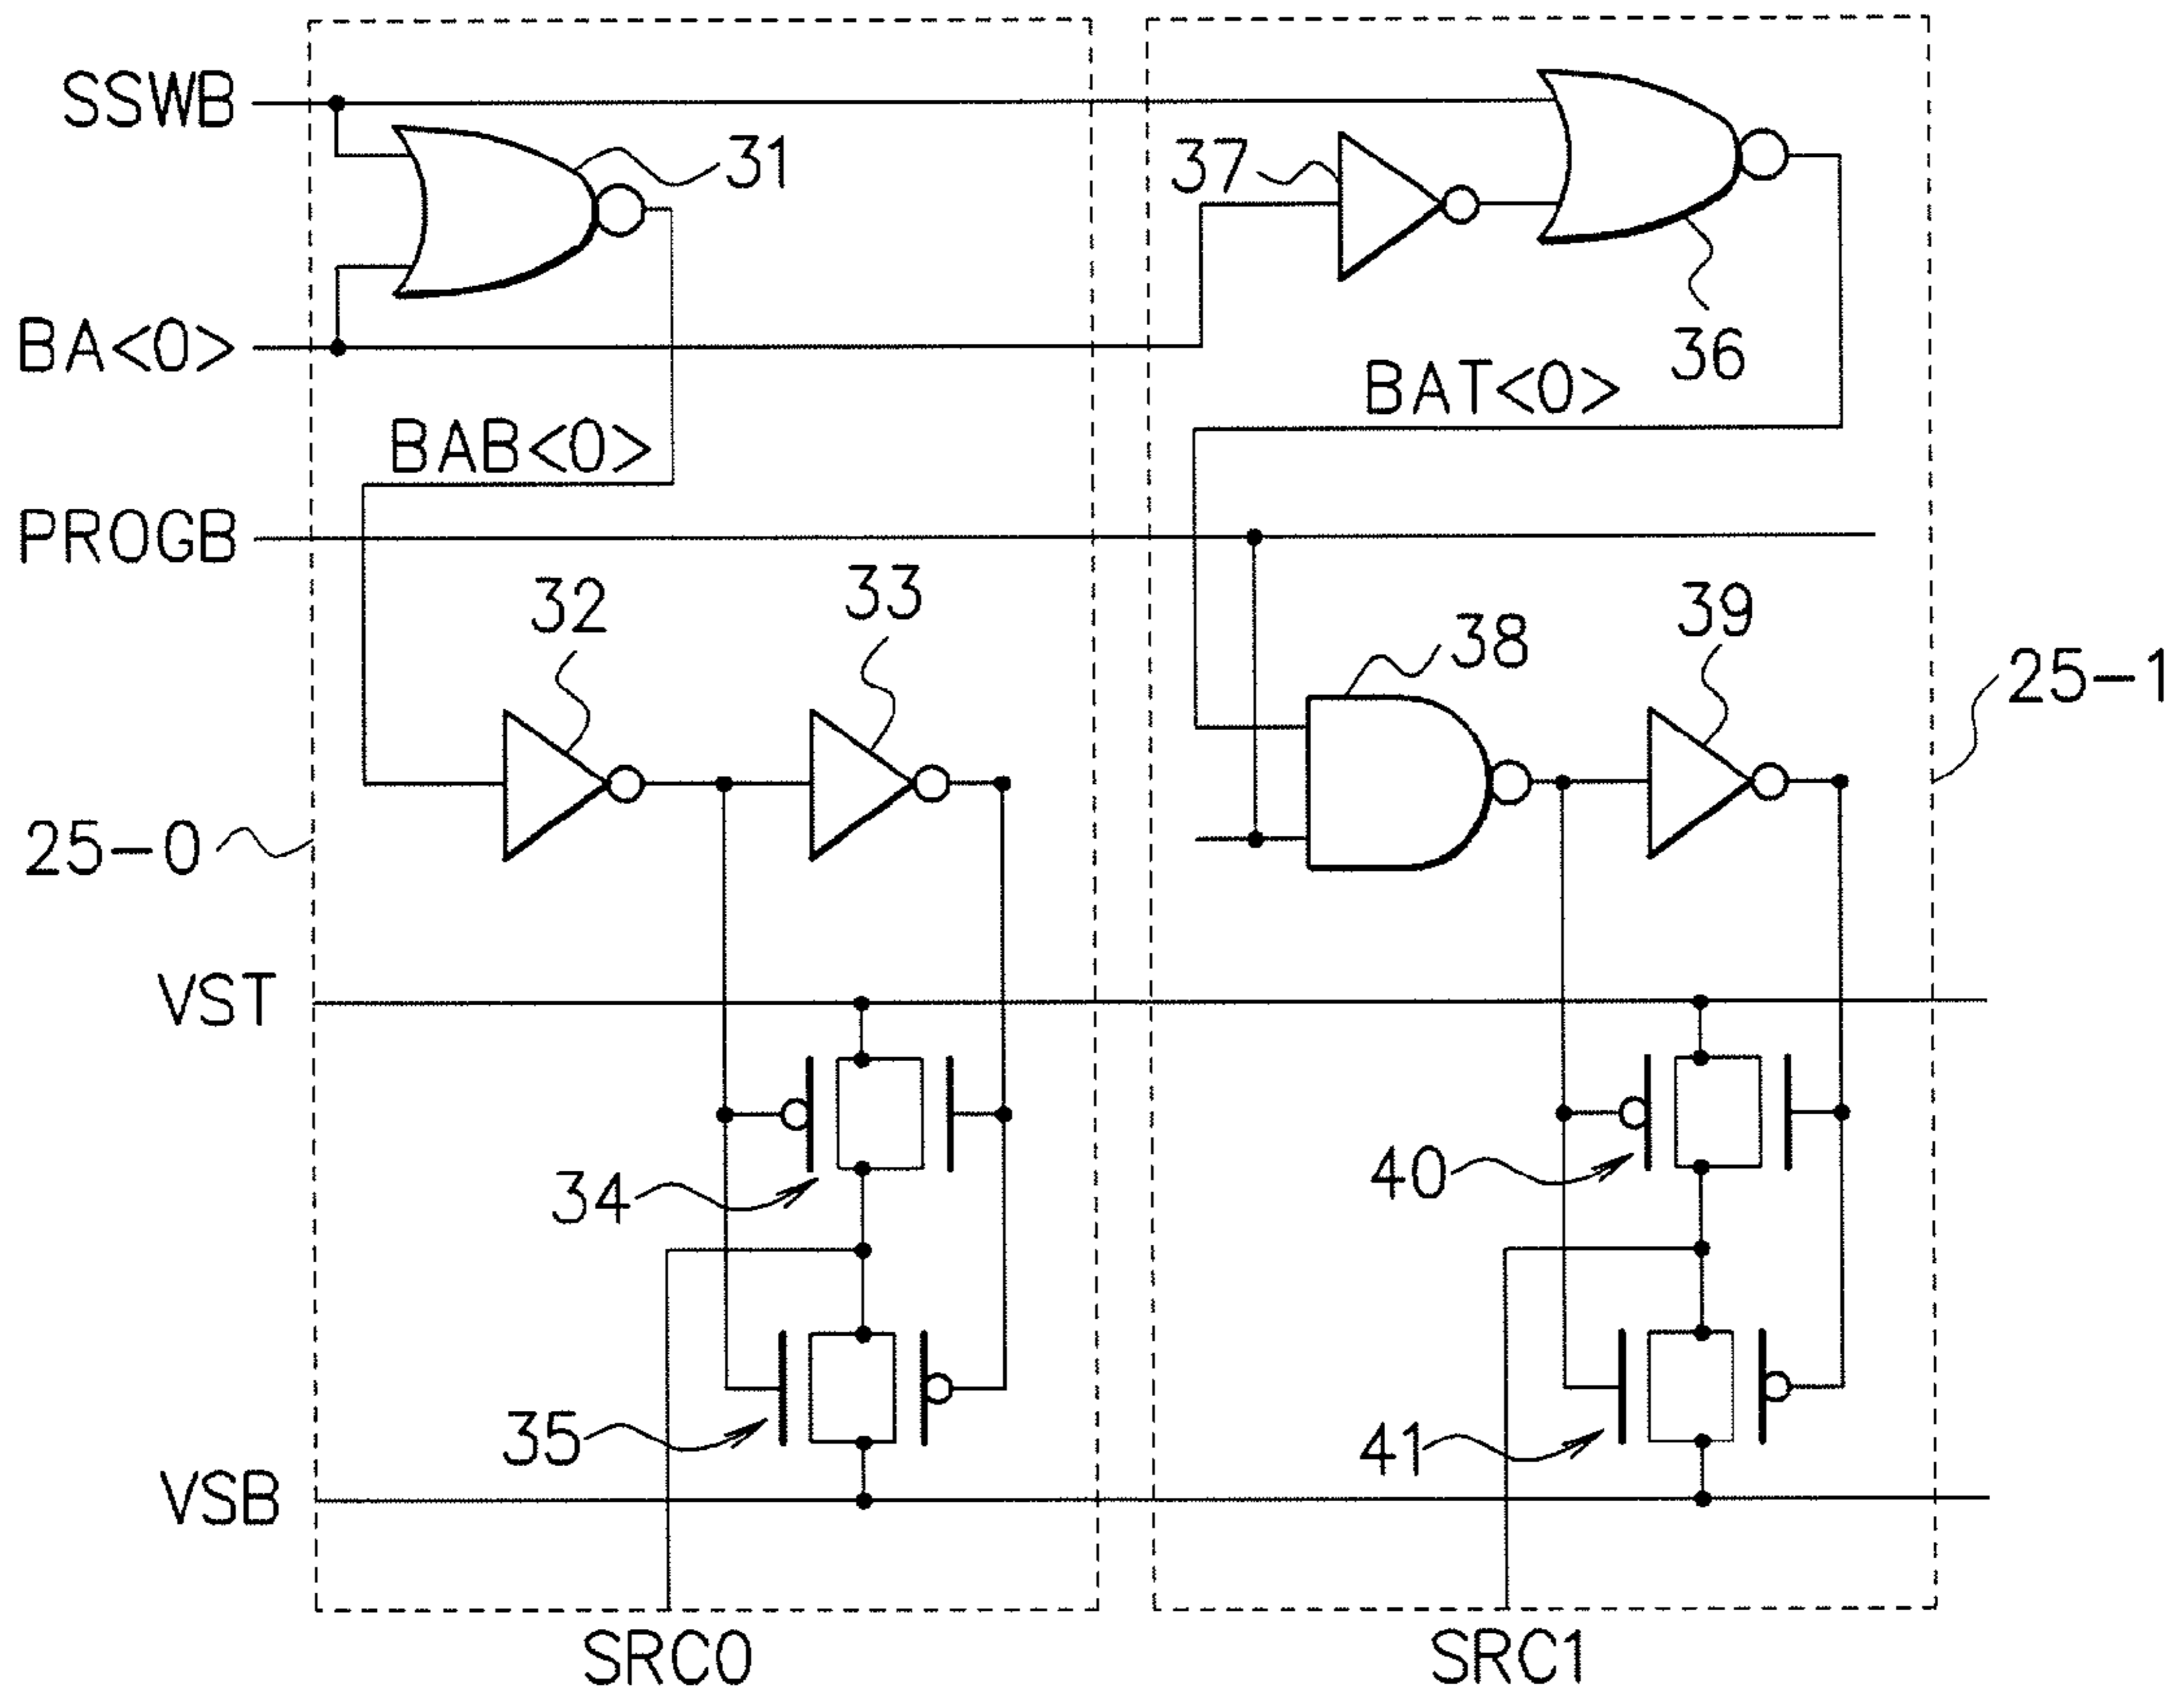 SSWB
31
37
BA<0>
36
BAT<0>
BAB<0>
PROGB
32
33
38
39
25-1
25-0
VST
34
40
35
41
VSB
SRC0
SRC1